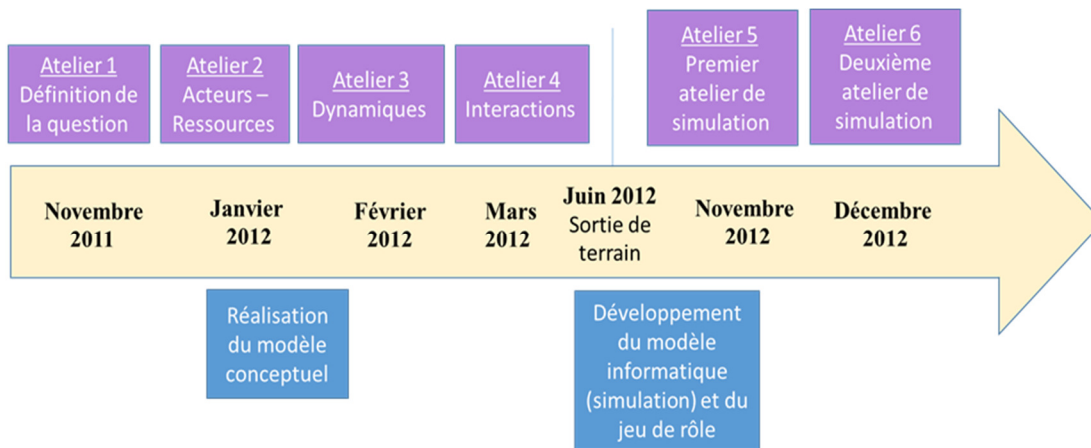 Atelier 1
Définition de
la question
Atelier 2
Acteurs –
Ressources
Atelier 3
Dynamiques
Atelier 4
Interactions
Atelier 5
Premier
atelier de
simulation
Atelier 6
Deuxième
atelier de
simulation
Novembre
2011
Janvier
2012
Février
2012
Mars
2012
Juin 2012
Sortie de
terrain
Novembre
2012
Décembre
2012
Réalisation
du modèle
conceptuel
Développement
du modèle
informatique
(simulation) et du
jeu de rôle